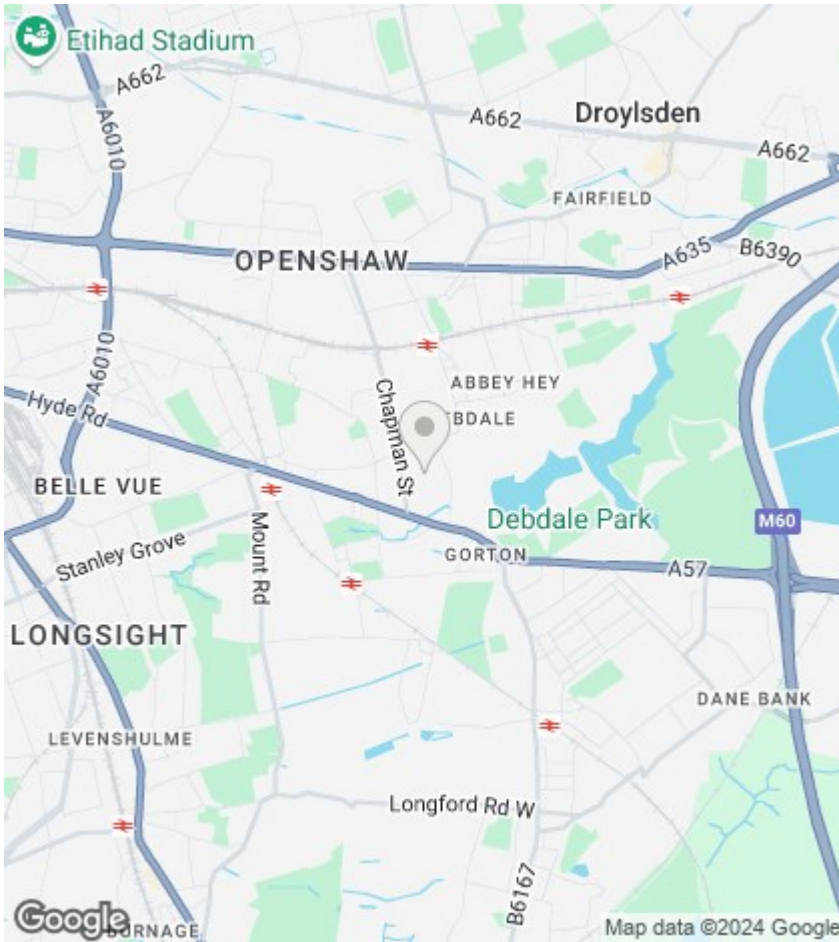 Etihad Stadium
A662
A6010
A662
Droylsden
A662
FAIRFIELD
OPENSHAW
A635
B6390
A6010
Hyde Rd
Chapman St
ABBEY HEY
EBDALE
BELLE VUE
Stanley Grove
Mount Rd
Debdale Park
M60
GORTON
A57
LONGSIGHT
DANE BANK
LEVENSHULME
Longford Rd W
B6167
Google
BURNAGE
Map data ©2024 Google